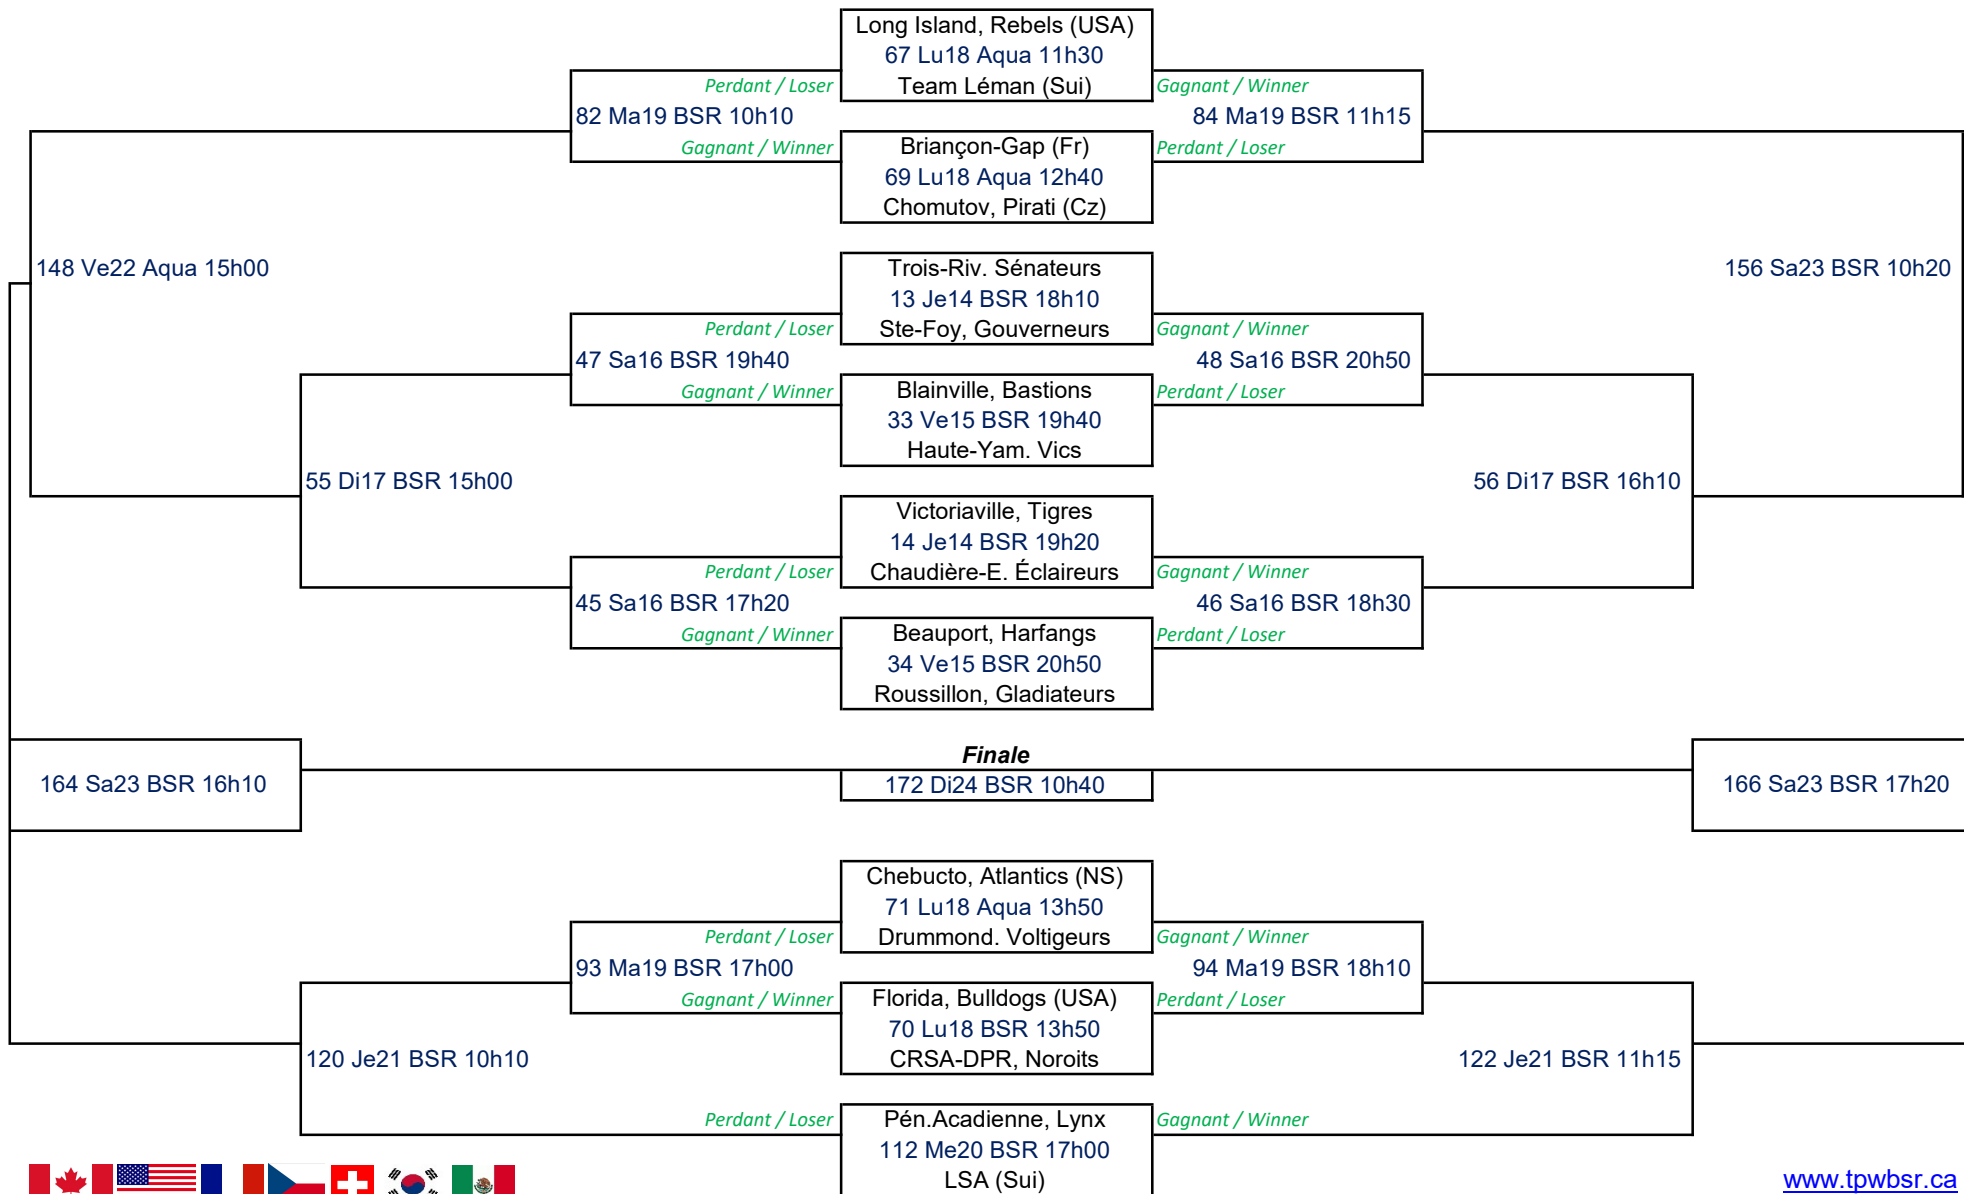 Long Island, Rebels (USA)
67 Lu18 Aqua 11h30
Perdant / Loser
Team Léman (Sui)
Gagnant / Winner
82 Ma19 BSR 10h10
84 Ma19 BSR 11h15
Gagnant / Winner
Briançon-Gap (Fr)
Perdant / Loser
69 Lu18 Aqua 12h40
Chomutov, Pirati (Cz)
148 Ve22 Aqua 15h00
Trois-Riv. Sénateurs
156 Sa23 BSR 10h20
13 Je14 BSR 18h10
Perdant / Loser
Ste-Foy, Gouverneurs
Gagnant / Winner
47 Sa16 BSR 19h40
48 Sa16 BSR 20h50
Gagnant / Winner
Blainville, Bastions
Perdant / Loser
33 Ve15 BSR 19h40
Haute-Yam. Vics
55 Di17 BSR 15h00
56 Di17 BSR 16h10
Victoriaville, Tigres
14 Je14 BSR 19h20
Perdant / Loser
Chaudière-E. Éclaireurs
Gagnant / Winner
45 Sa16 BSR 17h20
46 Sa16 BSR 18h30
Gagnant / Winner
Beauport, Harfangs
Perdant / Loser
34 Ve15 BSR 20h50
Roussillon, Gladiateurs
Finale
164 Sa23 BSR 16h10
172 Di24 BSR 10h40
166 Sa23 BSR 17h20
Chebucto, Atlantics (NS)
71 Lu18 Aqua 13h50
Perdant / Loser
Drummond. Voltigeurs
Gagnant / Winner
93 Ma19 BSR 17h00
94 Ma19 BSR 18h10
Gagnant / Winner
Florida, Bulldogs (USA)
Perdant / Loser
70 Lu18 BSR 13h50
120 Je21 BSR 10h10
CRSA-DPR, Noroits
122 Je21 BSR 11h15
Perdant / Loser
Pén.Acadienne, Lynx
Gagnant / Winner
112 Me20 BSR 17h00
LSA (Sui)
www.tpwbsr.ca